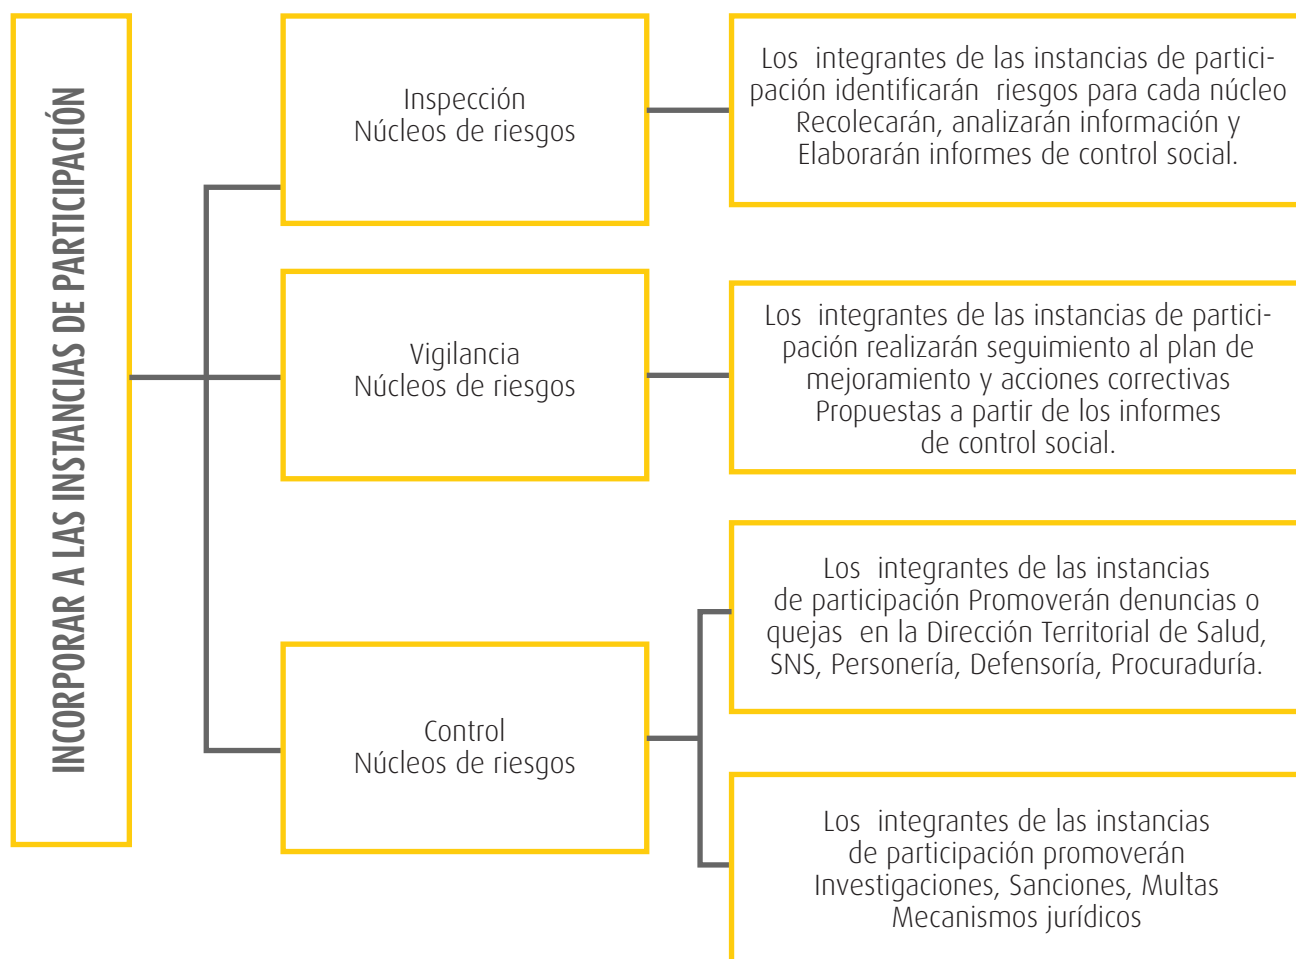 INCORPORAR A LAS INSTANCIAS DE PARTICIPACIÓN
Inspección
Núcleos de riesgos
Los integrantes de las instancias de partici-
pación identificarán riesgos para cada núcleo
Recolecarán, analizarán información y
Elaborarán informes de control social.
Vigilancia
Núcleos de riesgos
Los integrantes de las instancias de partici-
pación realizarán seguimiento al plan de
mejoramiento y acciones correctivas
Propuestas a partir de los informes
de control social.
Control
Núcleos de riesgos
Los integrantes de las instancias
de participación Promoverán denuncias o
quejas en la Dirección Territorial de Salud,
SNS, Personería, Defensoría, Procuraduría.
Los integrantes de las instancias
de participación promoverán
Investigaciones, Sanciones, Multas
Mecanismos jurídicos